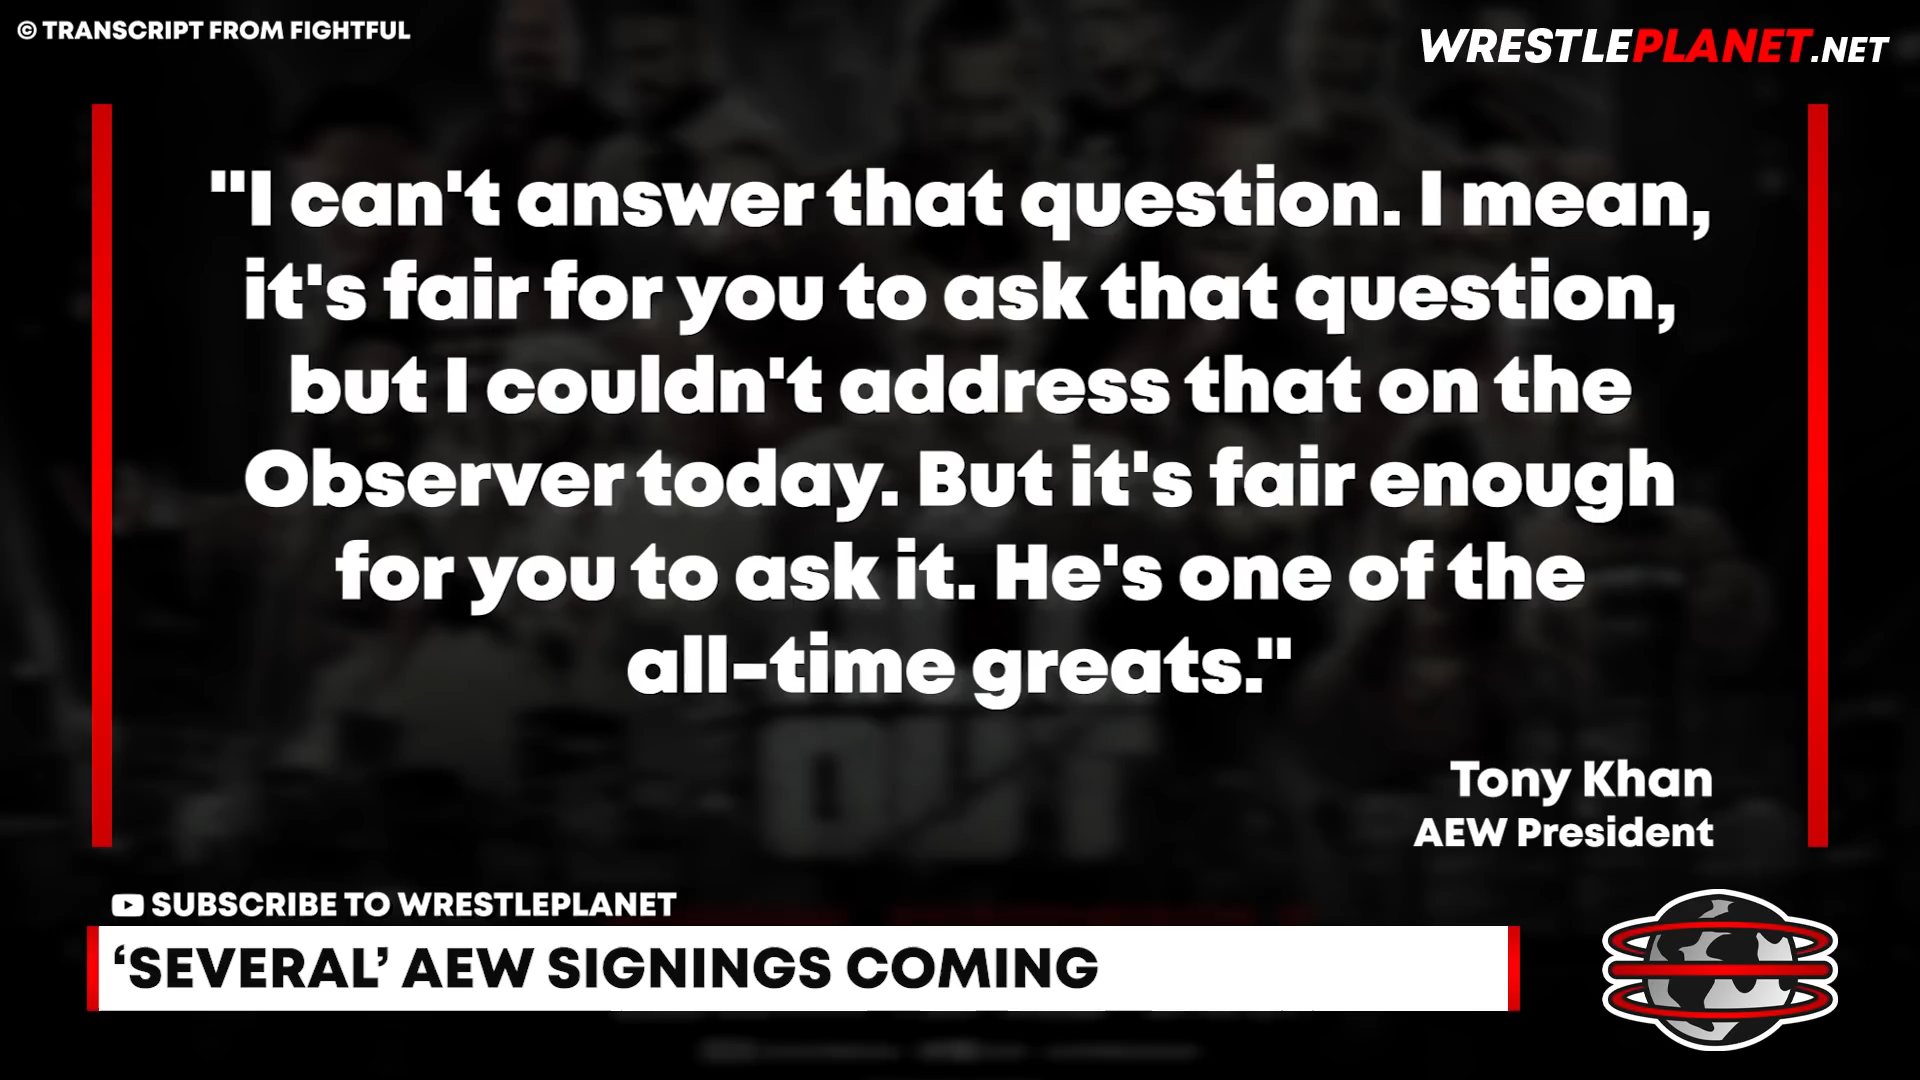 © TRANSCRIPT FROM FIGHTFUL
WRESTLEPLANET.NET
"I can't answer that question. I mean,
it's fair for you to ask that question,
but I couldn't address that on the
Observer today. But it's fair enough
for you to ask it. He's one of the
all-time greats."
Tony Khan
AEW President
SUBSCRIBE TO WRESTLEPLANET
‘SEVERAL’ AEW SIGNINGS COMING
OUT